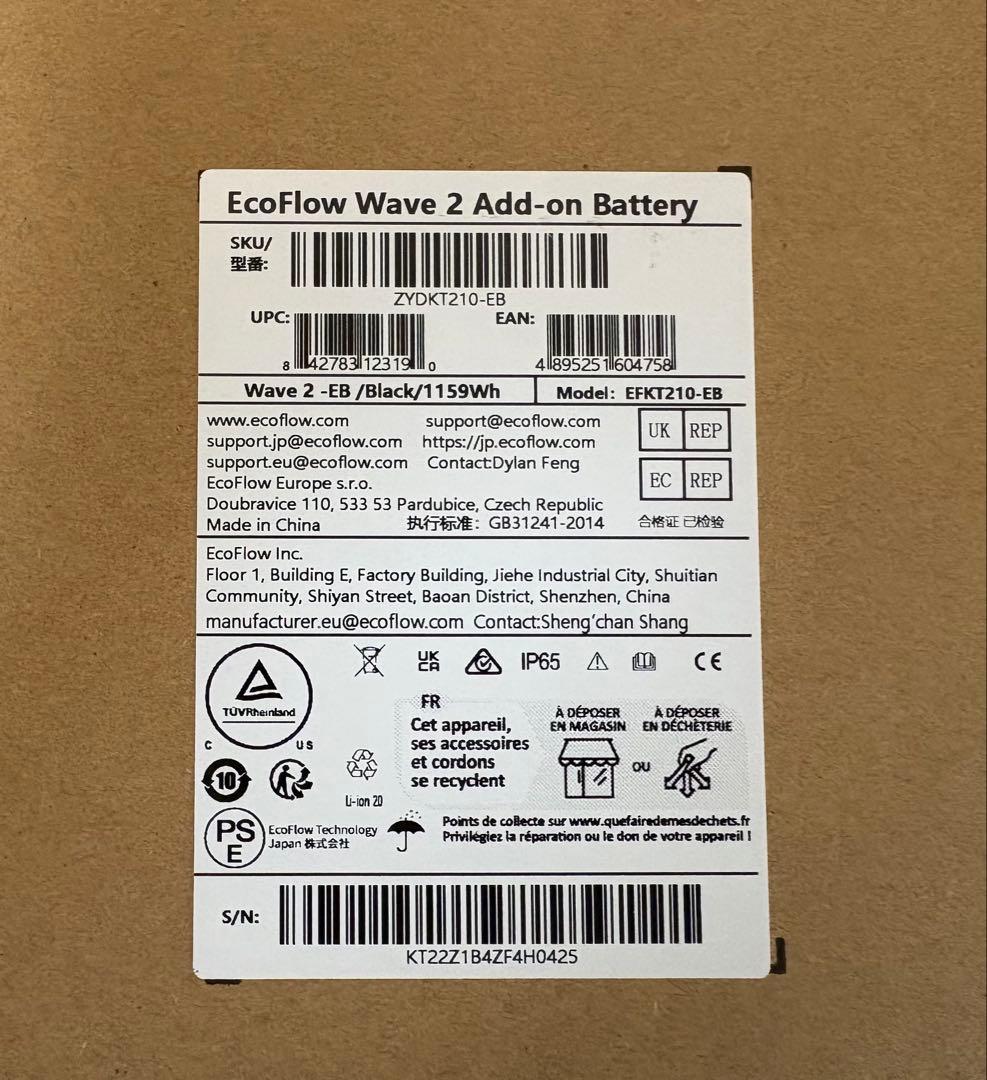 EcoFlow Wave 2 Add-on Battery
SKU/
型番:
ZYDKT210-EB
UPC:
8 42783 12319 0
EAN:
4 895251 604758
Wave 2 -EB /Black/1159Wh
Model: EFKT210-EB
www.ecoflow.com support@ecoflow.com
support.jp@ecoflow.com https://jp.ecoflow.com
support.eu@ecoflow.com Contact:Dylan Feng
EcoFlow Europe s.r.o.
Doubravice 110, 533 53 Pardubice, Czech Republic
Made in China 执行标准: GB31241-2014
UK REP
EC REP
合格证 已检验
EcoFlow Inc.
Floor 1, Building E, Factory Building, Jiehe Industrial City, Shuitian
Community, Shiyan Street, Baoan District, Shenzhen, China
manufacturer.eu@ecoflow.com Contact:Sheng'chan Shang
TÜVRheinland
C US
UK
CA
IP65
CE
10
Li-ion 20
FR
Cet appareil,
ses accessoires
et cordons
se recyclent
À DÉPOSER
EN MAGASIN
OU
À DÉPOSER
EN DÉCHÈTERIE
PS
E
EcoFlow Technology
Japan 株式会社
Points de collecte sur www.quefairedemesdechets.fr
Privilégiez la réparation ou le don de votre appareil !
S/N:
KT22Z1B4ZF4H0425